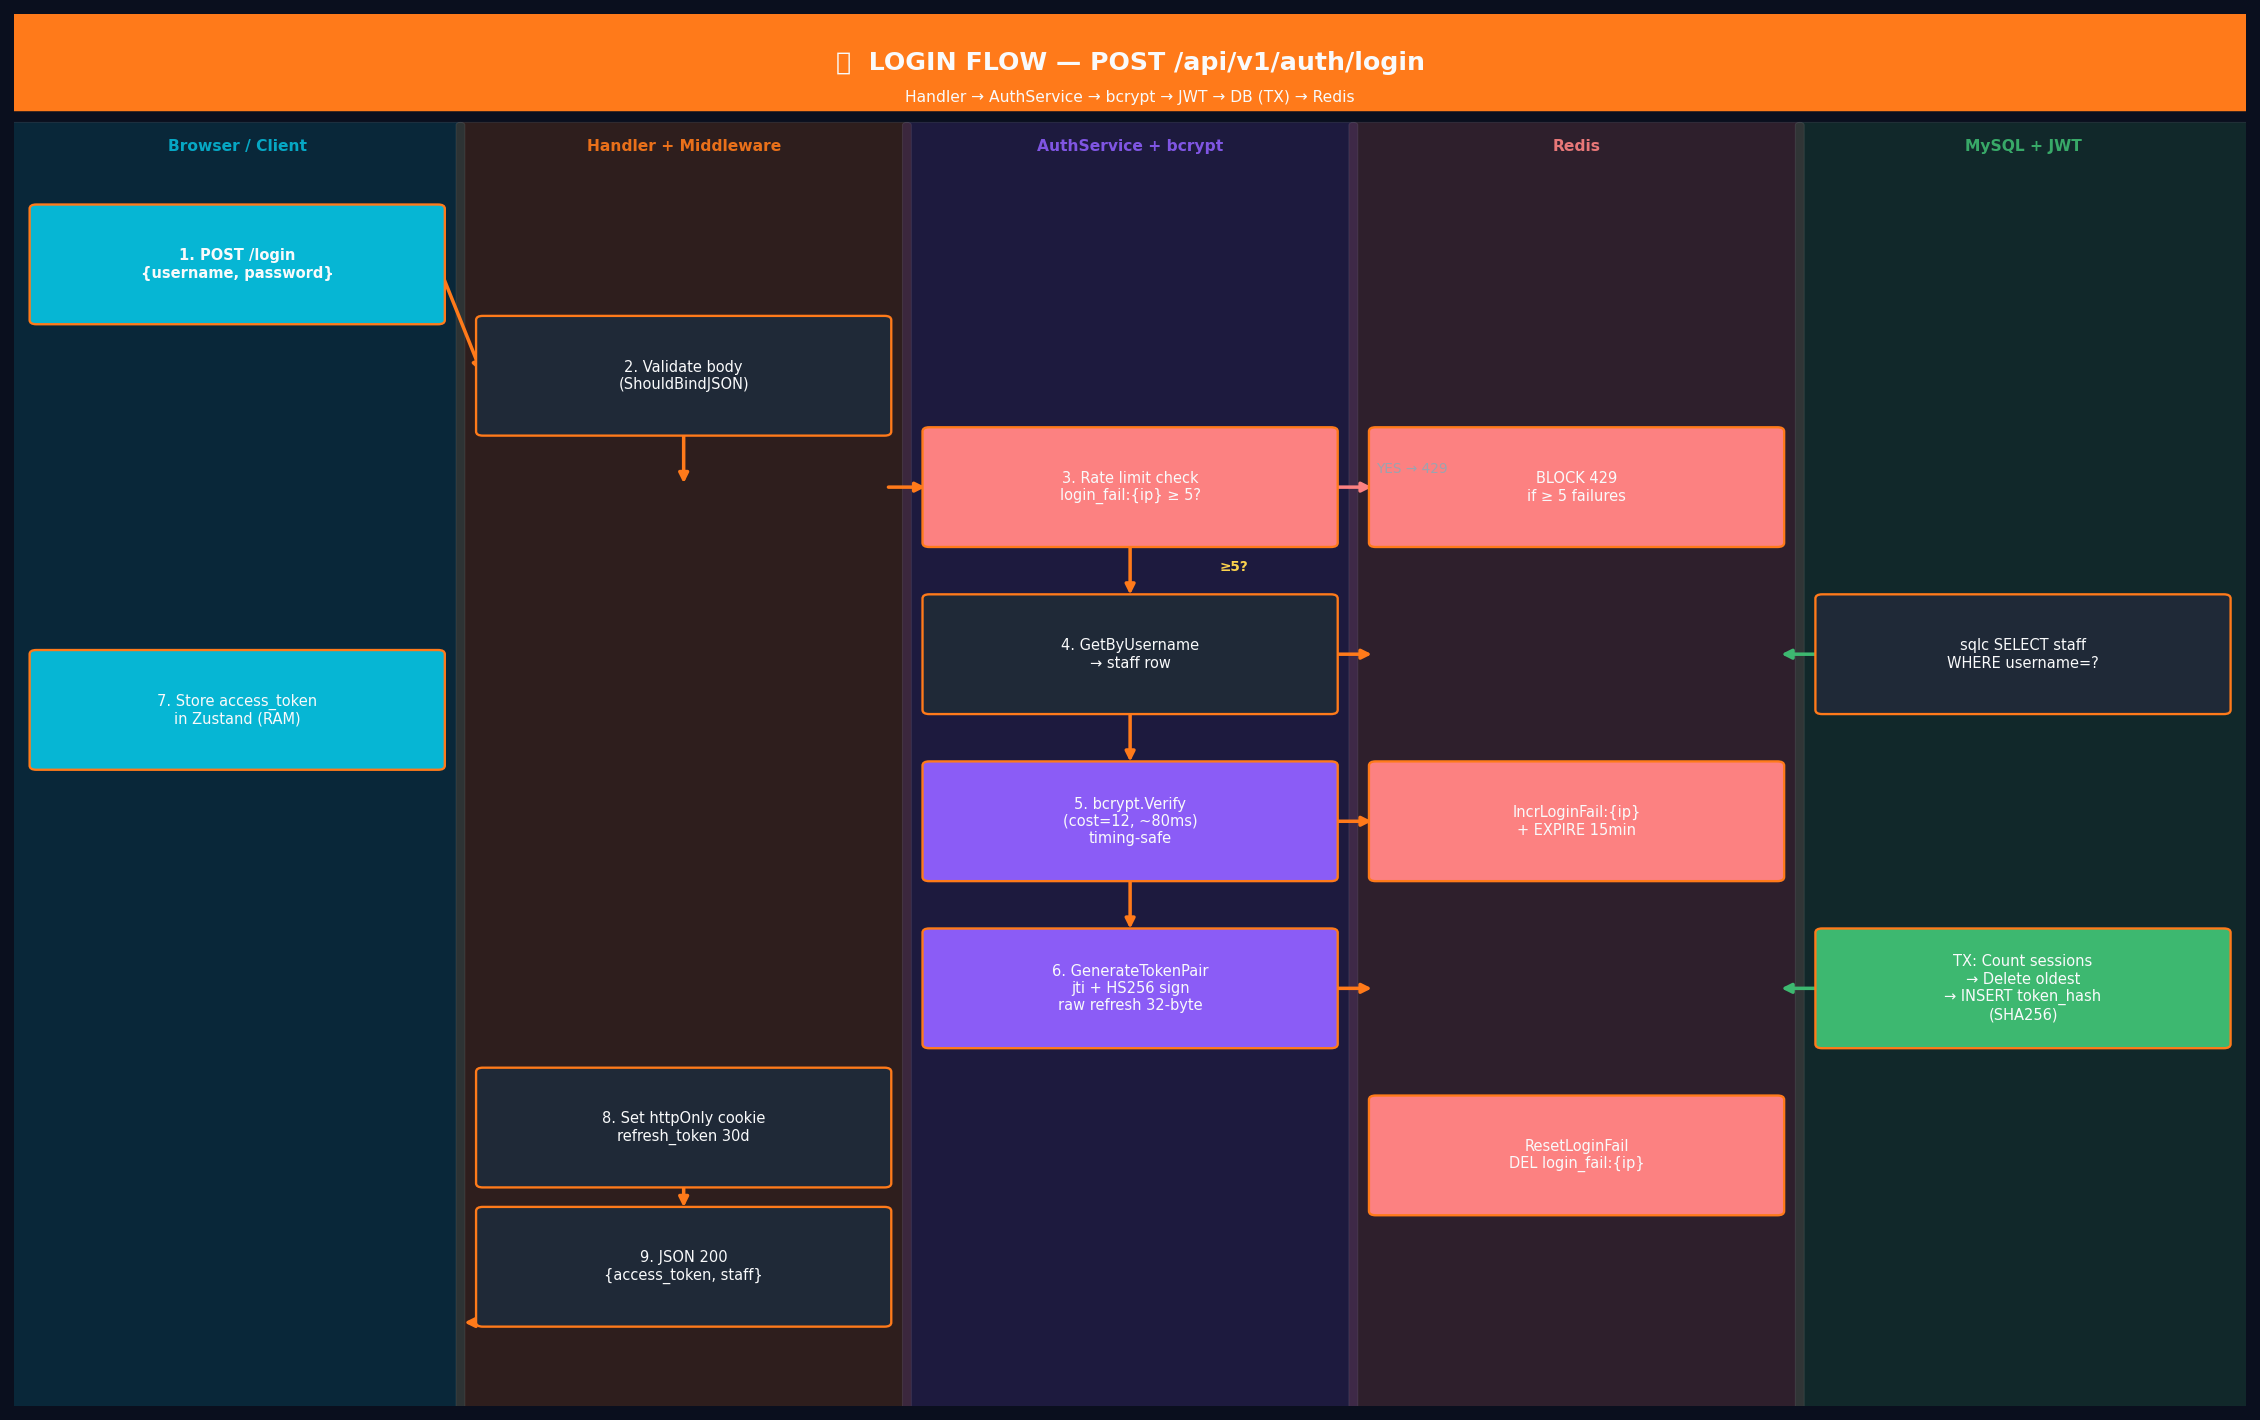 LOGIN FLOW — POST /api/v1/auth/login
Handler → AuthService → bcrypt → JWT → DB (TX) → Redis
Browser / Client
Handler + Middleware
AuthService + bcrypt
Redis
MySQL + JWT
1. POST /login
{username, password}
2. Validate body
(ShouldBindJSON)
3. Rate limit check
login_fail:{ip} ≥ 5?
YES → 429
BLOCK 429
if ≥ 5 failures
≥5?
4. GetByUsername
→ staff row
sqlc SELECT staff
WHERE username=?
7. Store access_token
in Zustand (RAM)
5. bcrypt.Verify
(cost=12, ~80ms)
timing-safe
IncrLoginFail:{ip}
+ EXPIRE 15min
6. GenerateTokenPair
jti + HS256 sign
raw refresh 32-byte
TX: Count sessions
→ Delete oldest
→ INSERT token_hash
(SHA256)
8. Set httpOnly cookie
refresh_token 30d
ResetLoginFail
DEL login_fail:{ip}
9. JSON 200
{access_token, staff}